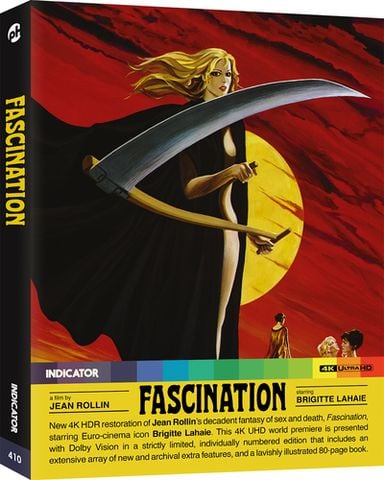 FASCINATION
INDICATOR
410
INDICATOR
4K ULTRA HD
a film by
JEAN ROLLIN
FASCINATION
starring
BRIGITTE LAHAIE
New 4K HDR restoration of Jean Rollin's decadent fantasy of sex and death, Fascination,
starring Euro-cinema icon Brigitte Lahaie. This 4K UHD world premiere is presented
with Dolby Vision in a strictly limited, individually numbered edition that includes an
extensive array of new and archival extra features, and a lavishly illustrated 80-page book.